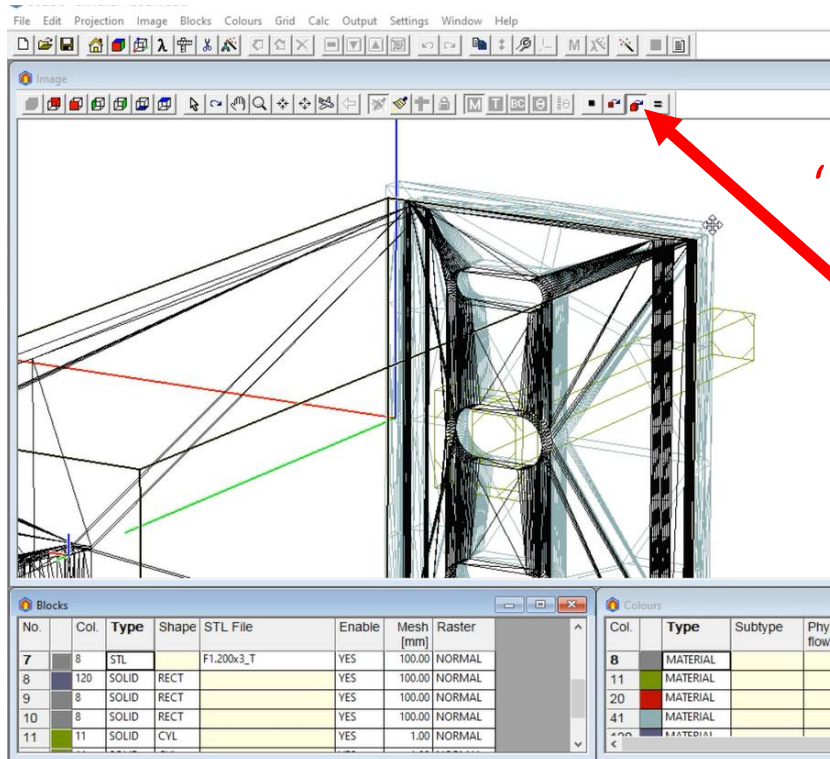 File Edit Projection Image Blocks Colours Grid Calc Output Settings Window Help
λ M
Image
M T BC θ θ =
‘
Blocks
No. Col. Type Shape STL File Enable Mesh [mm] Raster
7 8 STL F1.200x3_T YES 100.00 NORMAL
8 120 SOLID RECT YES 100.00 NORMAL
9 8 SOLID RECT YES 100.00 NORMAL
10 8 SOLID RECT YES 100.00 NORMAL
11 11 SOLID CYL YES 1.00 NORMAL
Colours
Col. Type Subtype Phy
flow
8 MATERIAL
11 MATERIAL
20 MATERIAL
41 MATERIAL